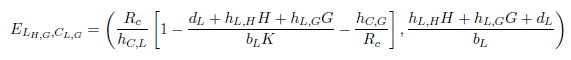 $E_{L_{H,G},C_{L,G}} = \left( \frac{R_c}{h_{C,L}} \left[ 1 - \frac{d_L + h_{L,H}H + h_{L,G}G}{b_L K} - \frac{h_{C,G}}{R_c} \right], \frac{h_{L,H}H + h_{L,G}G + d_L}{b_L} \right)$